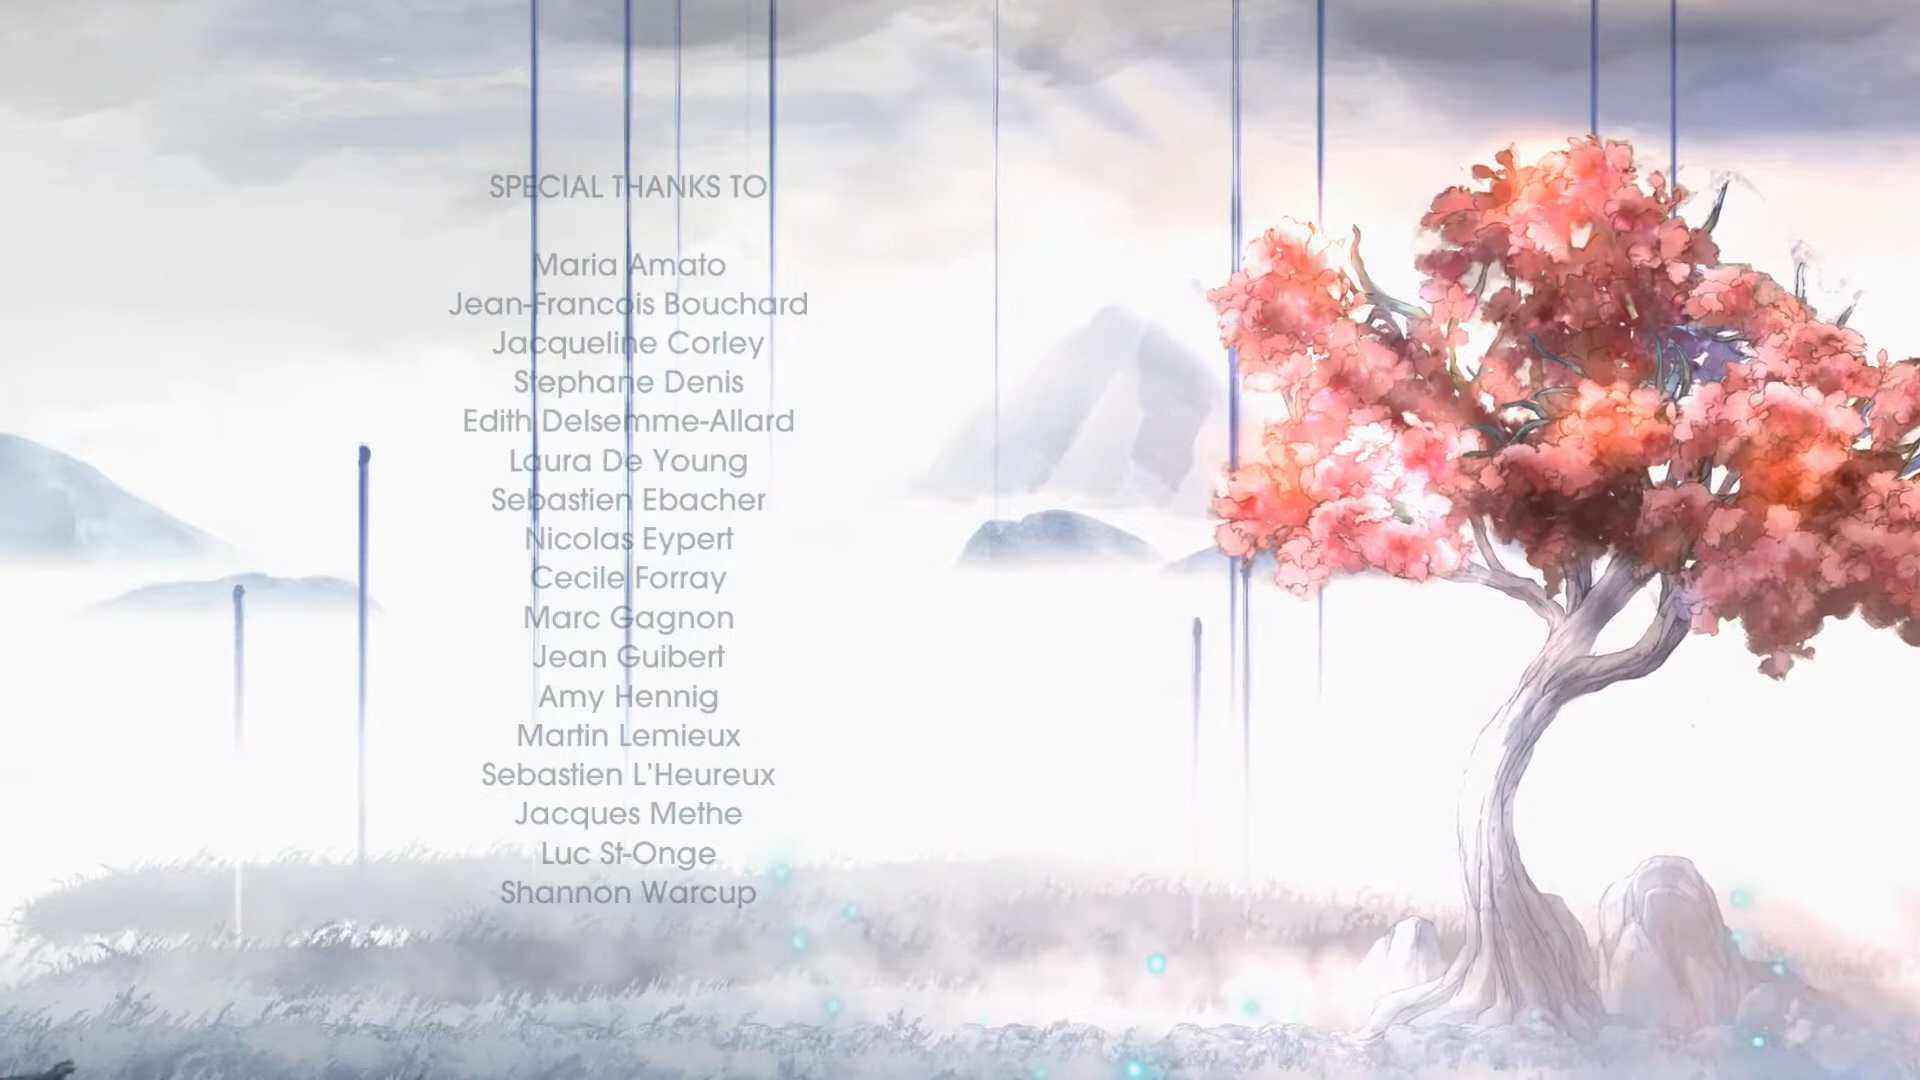 SPECIAL THANKS TO
Maria Amato
Jean-Francois Bouchard
Jacqueline Corley
Stephane Denis
Edith Delsemme-Allard
Laura De Young
Sebastien Ebacher
Nicolas Eypert
Cecile Forray
Marc Gagnon
Jean Guibert
Amy Hennig
Martin Lemieux
Sebastien L'Heureux
Jacques Methe
Luc St-Onge
Shannon Warcup